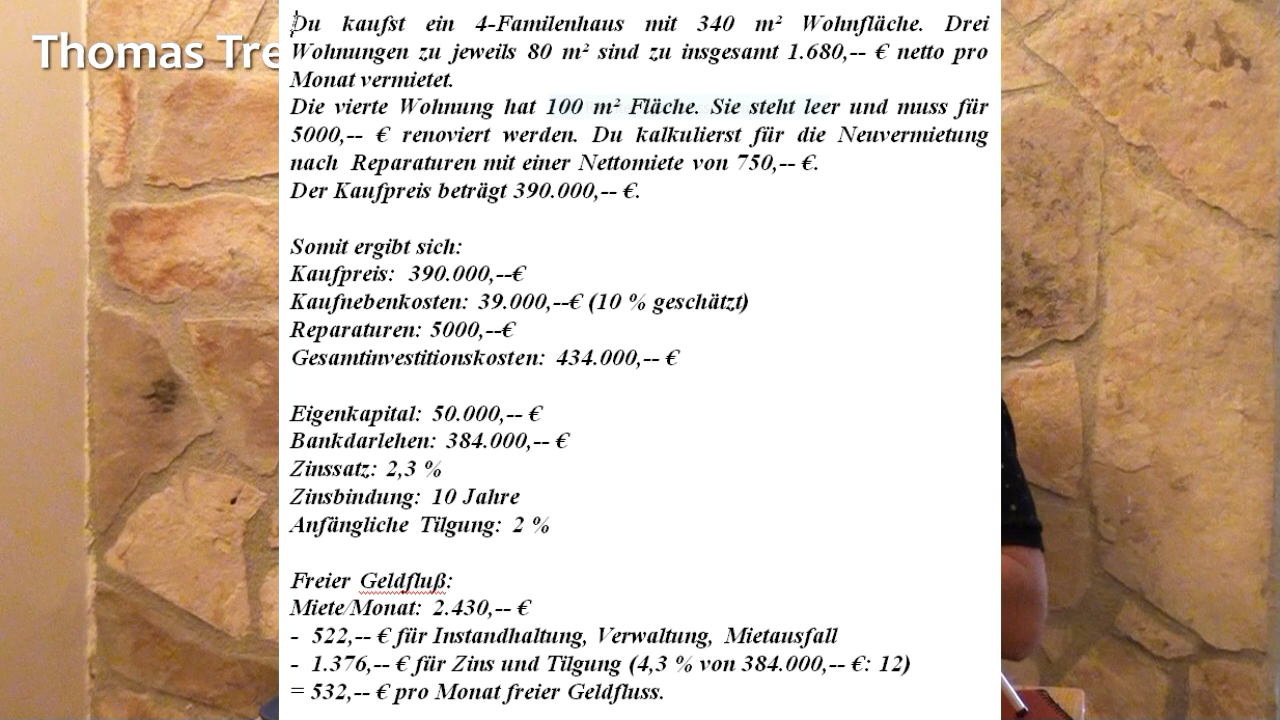 Thomas Tre
Du kaufst ein 4-Familenhaus mit 340 m² Wohnfläche. Drei
Wohnungen zu jeweils 80 m² sind zu insgesamt 1.680,-- € netto pro
Monat vermietet.
Die vierte Wohnung hat 100 m² Fläche. Sie steht leer und muss für
5000,-- € renoviert werden. Du kalkulierst für die Neuvermietung
nach Reparaturen mit einer Nettomiete von 750,-- €.
Der Kaufpreis beträgt 390.000,-- €.
Somit ergibt sich:
Kaufpreis: 390.000,--€
Kaufnebenkosten: 39.000,--€ (10 % geschätzt)
Reparaturen: 5000,--€
Gesamtinvestitionskosten: 434.000,-- €
Eigenkapital: 50.000,-- €
Bankdarlehen: 384.000,-- €
Zinssatz: 2,3 %
Zinsbindung: 10 Jahre
Anfängliche Tilgung: 2 %
Freier Geldfluß:
Miete/Monat: 2.430,-- €
- 522,-- € für Instandhaltung, Verwaltung, Mietausfall
- 1.376,-- € für Zins und Tilgung (4,3 % von 384.000,-- €: 12)
= 532,-- € pro Monat freier Geldfluss.